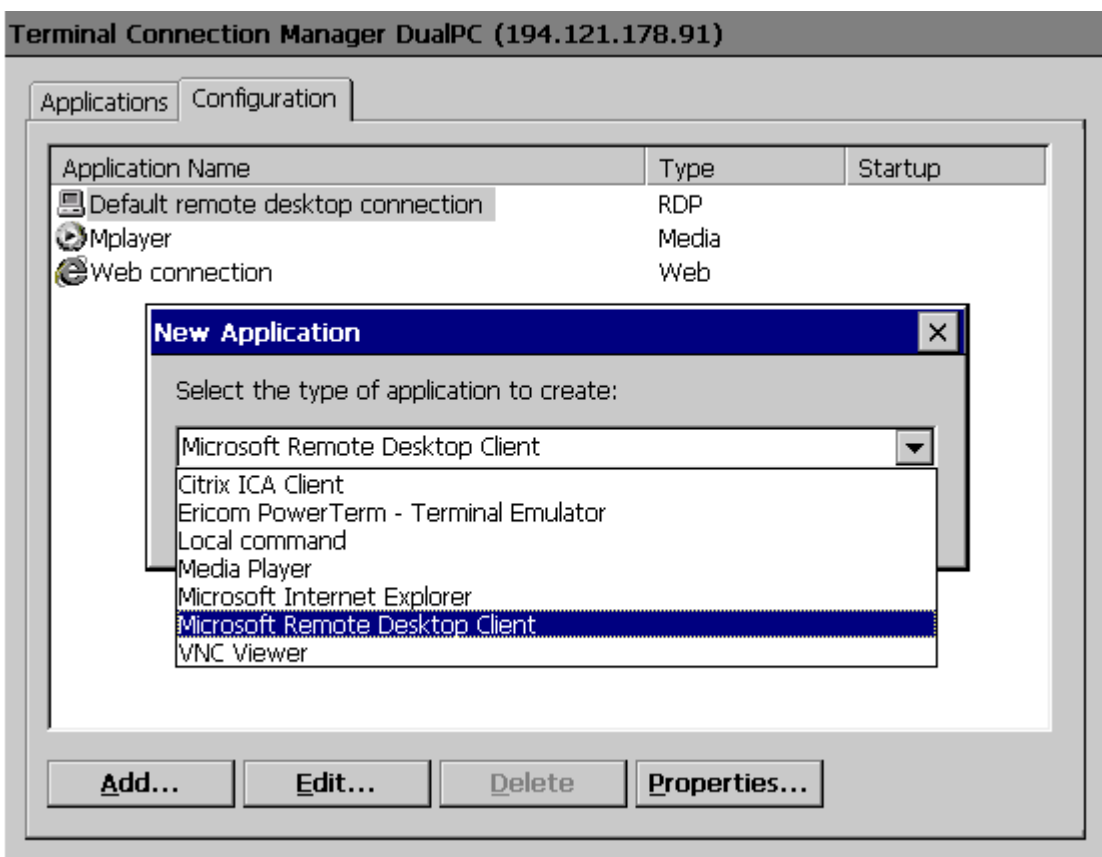 Terminal Connection Manager DualPC (194.121.178.91)
Applications Configuration
Application Name Type Startup
Default remote desktop connection RDP
Mplayer Media
Web connection Web
New Application
Select the type of application to create:
Microsoft Remote Desktop Client
Citrix ICA Client
Ericom PowerTerm - Terminal Emulator
Local command
Media Player
Microsoft Internet Explorer
Microsoft Remote Desktop Client
VNC Viewer
Add... Edit... Delete Properties...